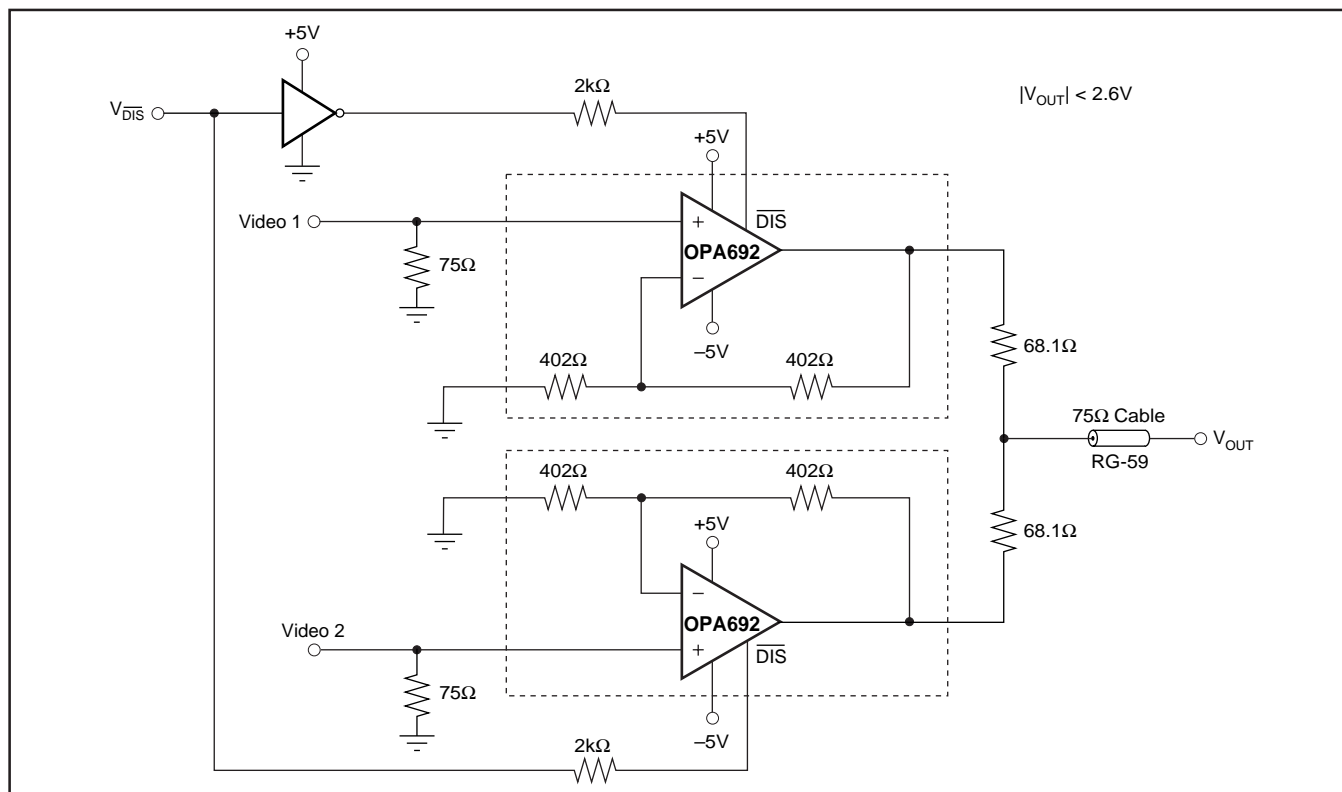 +5V
V_DIS̅
2kΩ
|V_OUT| < 2.6V
+5V
Video 1
+
DIS̅
OPA692
75Ω
−
−5V
402Ω
402Ω
68.1Ω
75Ω Cable
V_OUT
RG-59
402Ω
402Ω
+5V
68.1Ω
−
OPA692
Video 2
+
DIS̅
75Ω
−5V
2kΩ